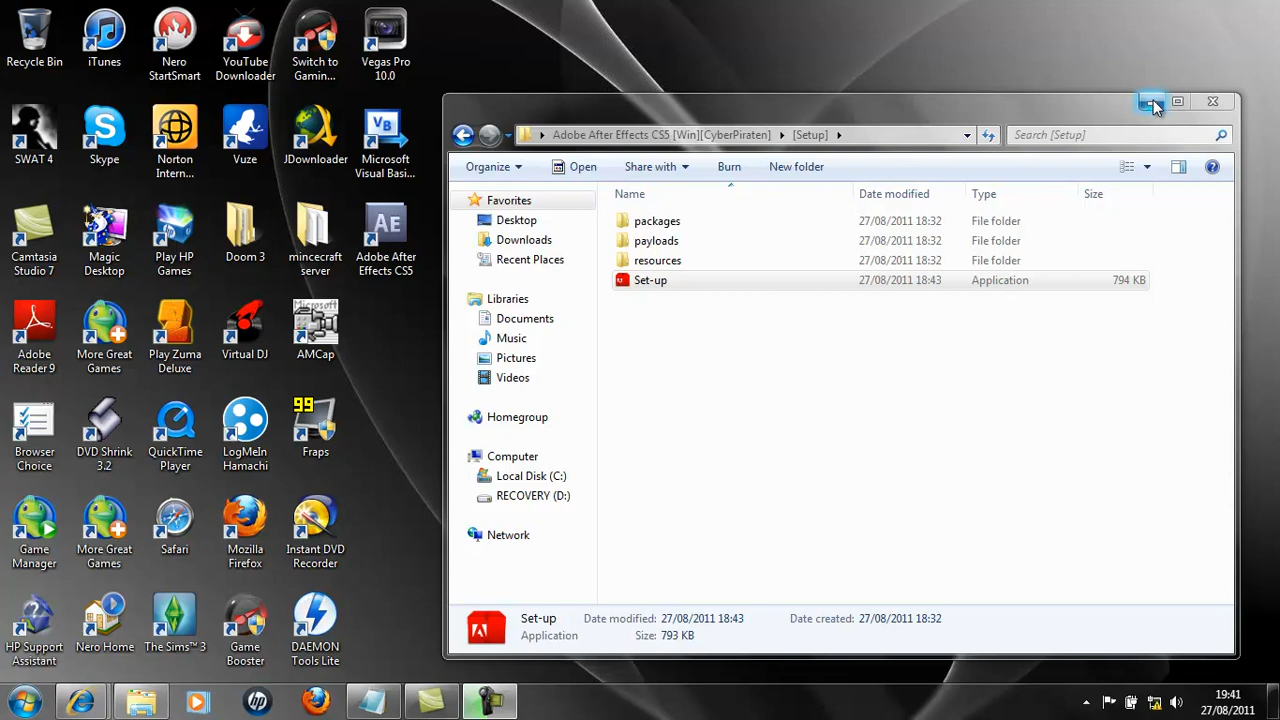 Recycle Bin
iTunes
Nero
StartSmart
YouTube
Downloader
Switch to
Gamin...
Vegas Pro
10.0
SWAT 4
Skype
Norton
Intern...
Vuze
JDownloader
VB
Microsoft
Visual Basi...
Camtasia
Studio 7
Magic
Desktop
Play HP
Games
Doom 3
mincecraft
server
AE
Adobe After
Effects CS5
Adobe
Reader 9
More Great
Games
Play Zuma
Deluxe
Virtual DJ
Microsoft
AMCap
Browser
Choice
DVD Shrink
3.2
QuickTime
Player
LogMeIn
Hamachi
99
Fraps
Game
Manager
More Great
Games
Safari
Mozilla
Firefox
Instant DVD
Recorder
HP Support
Assistant
Nero Home
The Sims™ 3
Game
Booster
DAEMON
Tools Lite
Adobe After Effects CS5 [Win][CyberPiraten] [Setup]
Search [Setup]
Organize Open Share with Burn New folder
Name Date modified Type Size
Favorites
Desktop
Downloads
Recent Places
Libraries
Documents
Music
Pictures
Videos
Homegroup
Computer
Local Disk (C:)
RECOVERY (D:)
Network
packages 27/08/2011 18:32 File folder
payloads 27/08/2011 18:32 File folder
resources 27/08/2011 18:32 File folder
Set-up 27/08/2011 18:43 Application 794 KB
Set-up Date modified: 27/08/2011 18:43 Date created: 27/08/2011 18:32
Application Size: 793 KB
hp
19:41
27/08/2011